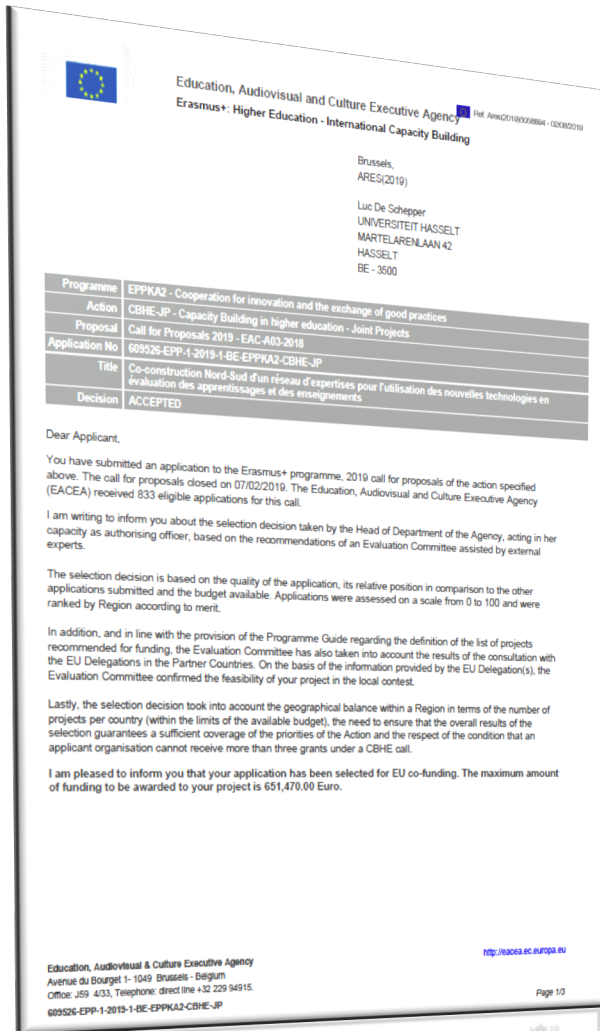 Education, Audiovisual and Culture Executive Agency
Ref. Ares(2019)5058894 - 02/08/2019
Erasmus+: Higher Education - International Capacity Building
Brussels,
ARES(2019)
Luc De Schepper
UNIVERSITEIT HASSELT
MARTELARENLAAN 42
HASSELT
BE - 3500
Programme EPPKA2 - Cooperation for innovation and the exchange of good practices
Action CBHE-JP - Capacity Building in higher education - Joint Projects
Proposal Call for Proposals 2019 - EAC-A03-2018
Application No 609526-EPP-1-2019-1-BE-EPPKA2-CBHE-JP
Title Co-construction Nord-Sud d'un réseau d'expertises pour l'utilisation des nouvelles technologies en
évaluation des apprentissages et des enseignements
Decision ACCEPTED
Dear Applicant,
You have submitted an application to the Erasmus+ programme, 2019 call for proposals of the action specified
above. The call for proposals closed on 07/02/2019. The Education, Audiovisual and Culture Executive Agency
(EACEA) received 833 eligible applications for this call.
I am writing to inform you about the selection decision taken by the Head of Department of the Agency, acting in her
capacity as authorising officer, based on the recommendations of an Evaluation Committee assisted by external
experts.
The selection decision is based on the quality of the application, its relative position in comparison to the other
applications submitted and the budget available. Applications were assessed on a scale from 0 to 100 and were
ranked by Region according to merit.
In addition, and in line with the provision of the Programme Guide regarding the definition of the list of projects
recommended for funding, the Evaluation Committee has also taken into account the results of the consultation with
the EU Delegations in the Partner Countries. On the basis of the information provided by the EU Delegation(s), the
Evaluation Committee confirmed the feasibility of your project in the local contest.
Lastly, the selection decision took into account the geographical balance within a Region in terms of the number of
projects per country (within the limits of the available budget), the need to ensure that the overall results of the
selection guarantees a sufficient coverage of the priorities of the Action and the respect of the condition that an
applicant organisation cannot receive more than three grants under a CBHE call.
I am pleased to inform you that your application has been selected for EU co-funding. The maximum amount
of funding to be awarded to your project is 651,470.00 Euro.
http://eacea.ec.europa.eu
Education, Audiovisual & Culture Executive Agency
Avenue du Bourget 1- 1049 Brussels - Belgium
Office: J59 4/33, Telephone: direct line +32 229 94915.
609526-EPP-1-2019-1-BE-EPPKA2-CBHE-JP
Page 1/3